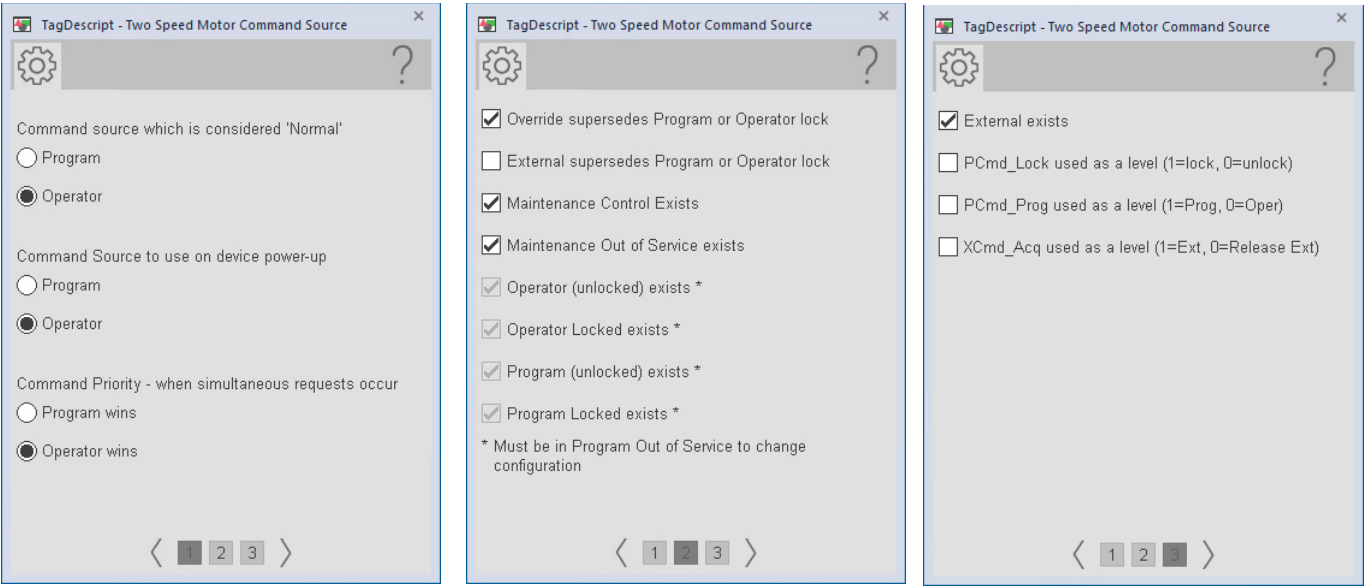 TagDescript - Two Speed Motor Command Source
×
?
Command source which is considered 'Normal'
Program
Operator
Command Source to use on device power-up
Program
Operator
Command Priority - when simultaneous requests occur
Program wins
Operator wins
1 2 3
TagDescript - Two Speed Motor Command Source
×
?
Override supersedes Program or Operator lock
External supersedes Program or Operator lock
Maintenance Control Exists
Maintenance Out of Service exists
Operator (unlocked) exists *
Operator Locked exists *
Program (unlocked) exists *
Program Locked exists *
* Must be in Program Out of Service to change
configuration
1 2 3
TagDescript - Two Speed Motor Command Source
×
?
External exists
PCmd_Lock used as a level (1=lock, 0=unlock)
PCmd_Prog used as a level (1=Prog, 0=Oper)
XCmd_Acq used as a level (1=Ext, 0=Release Ext)
1 2 3